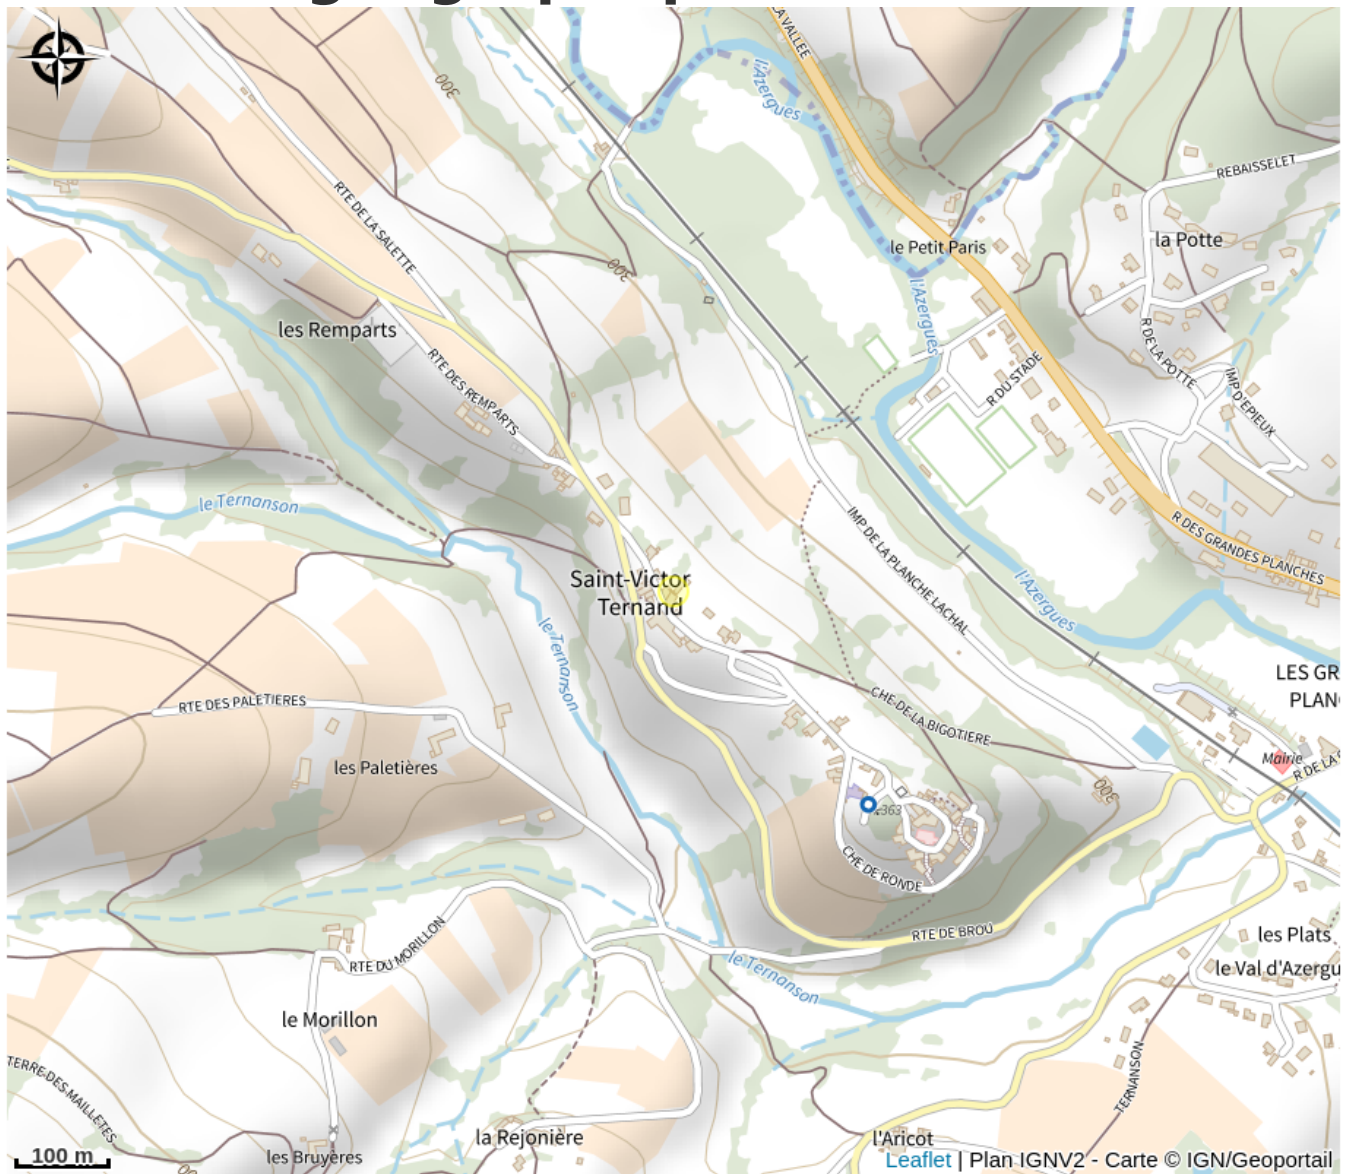 LA VALLEE
l'Azergues
300
REBAISSELET
RTE DE LA SALETTE
le Petit Paris
la Potte
300
l'Azergues
les Remparts
RTE DES REMPARTS
R DU STADE
R DE LA POTTE
IMP D'EPIEUX
le Ternanson
IMP DE LA PLANCHE LACHAL
R DES GRANDES PLANCHES
Saint-Victor
Ternand
l'Azergues
le Ternanson
LES GR
PLAN
RTE DES PALETIERES
CHE DE LA BIGOTIERE
les Paletières
Mairie
R DE LA
300
363
CHE DE RONDE
RTE DE BROU
les Plats
RTE DU MORILLON
le Ternanson
le Val d'Azergu
le Morillon
TERRE DES MAILLETES
TERNANSON
la Rejonière
l'Aricot
les Bruyères
100 m
Leaflet | Plan IGNV2 - Carte © IGN/Geoportail